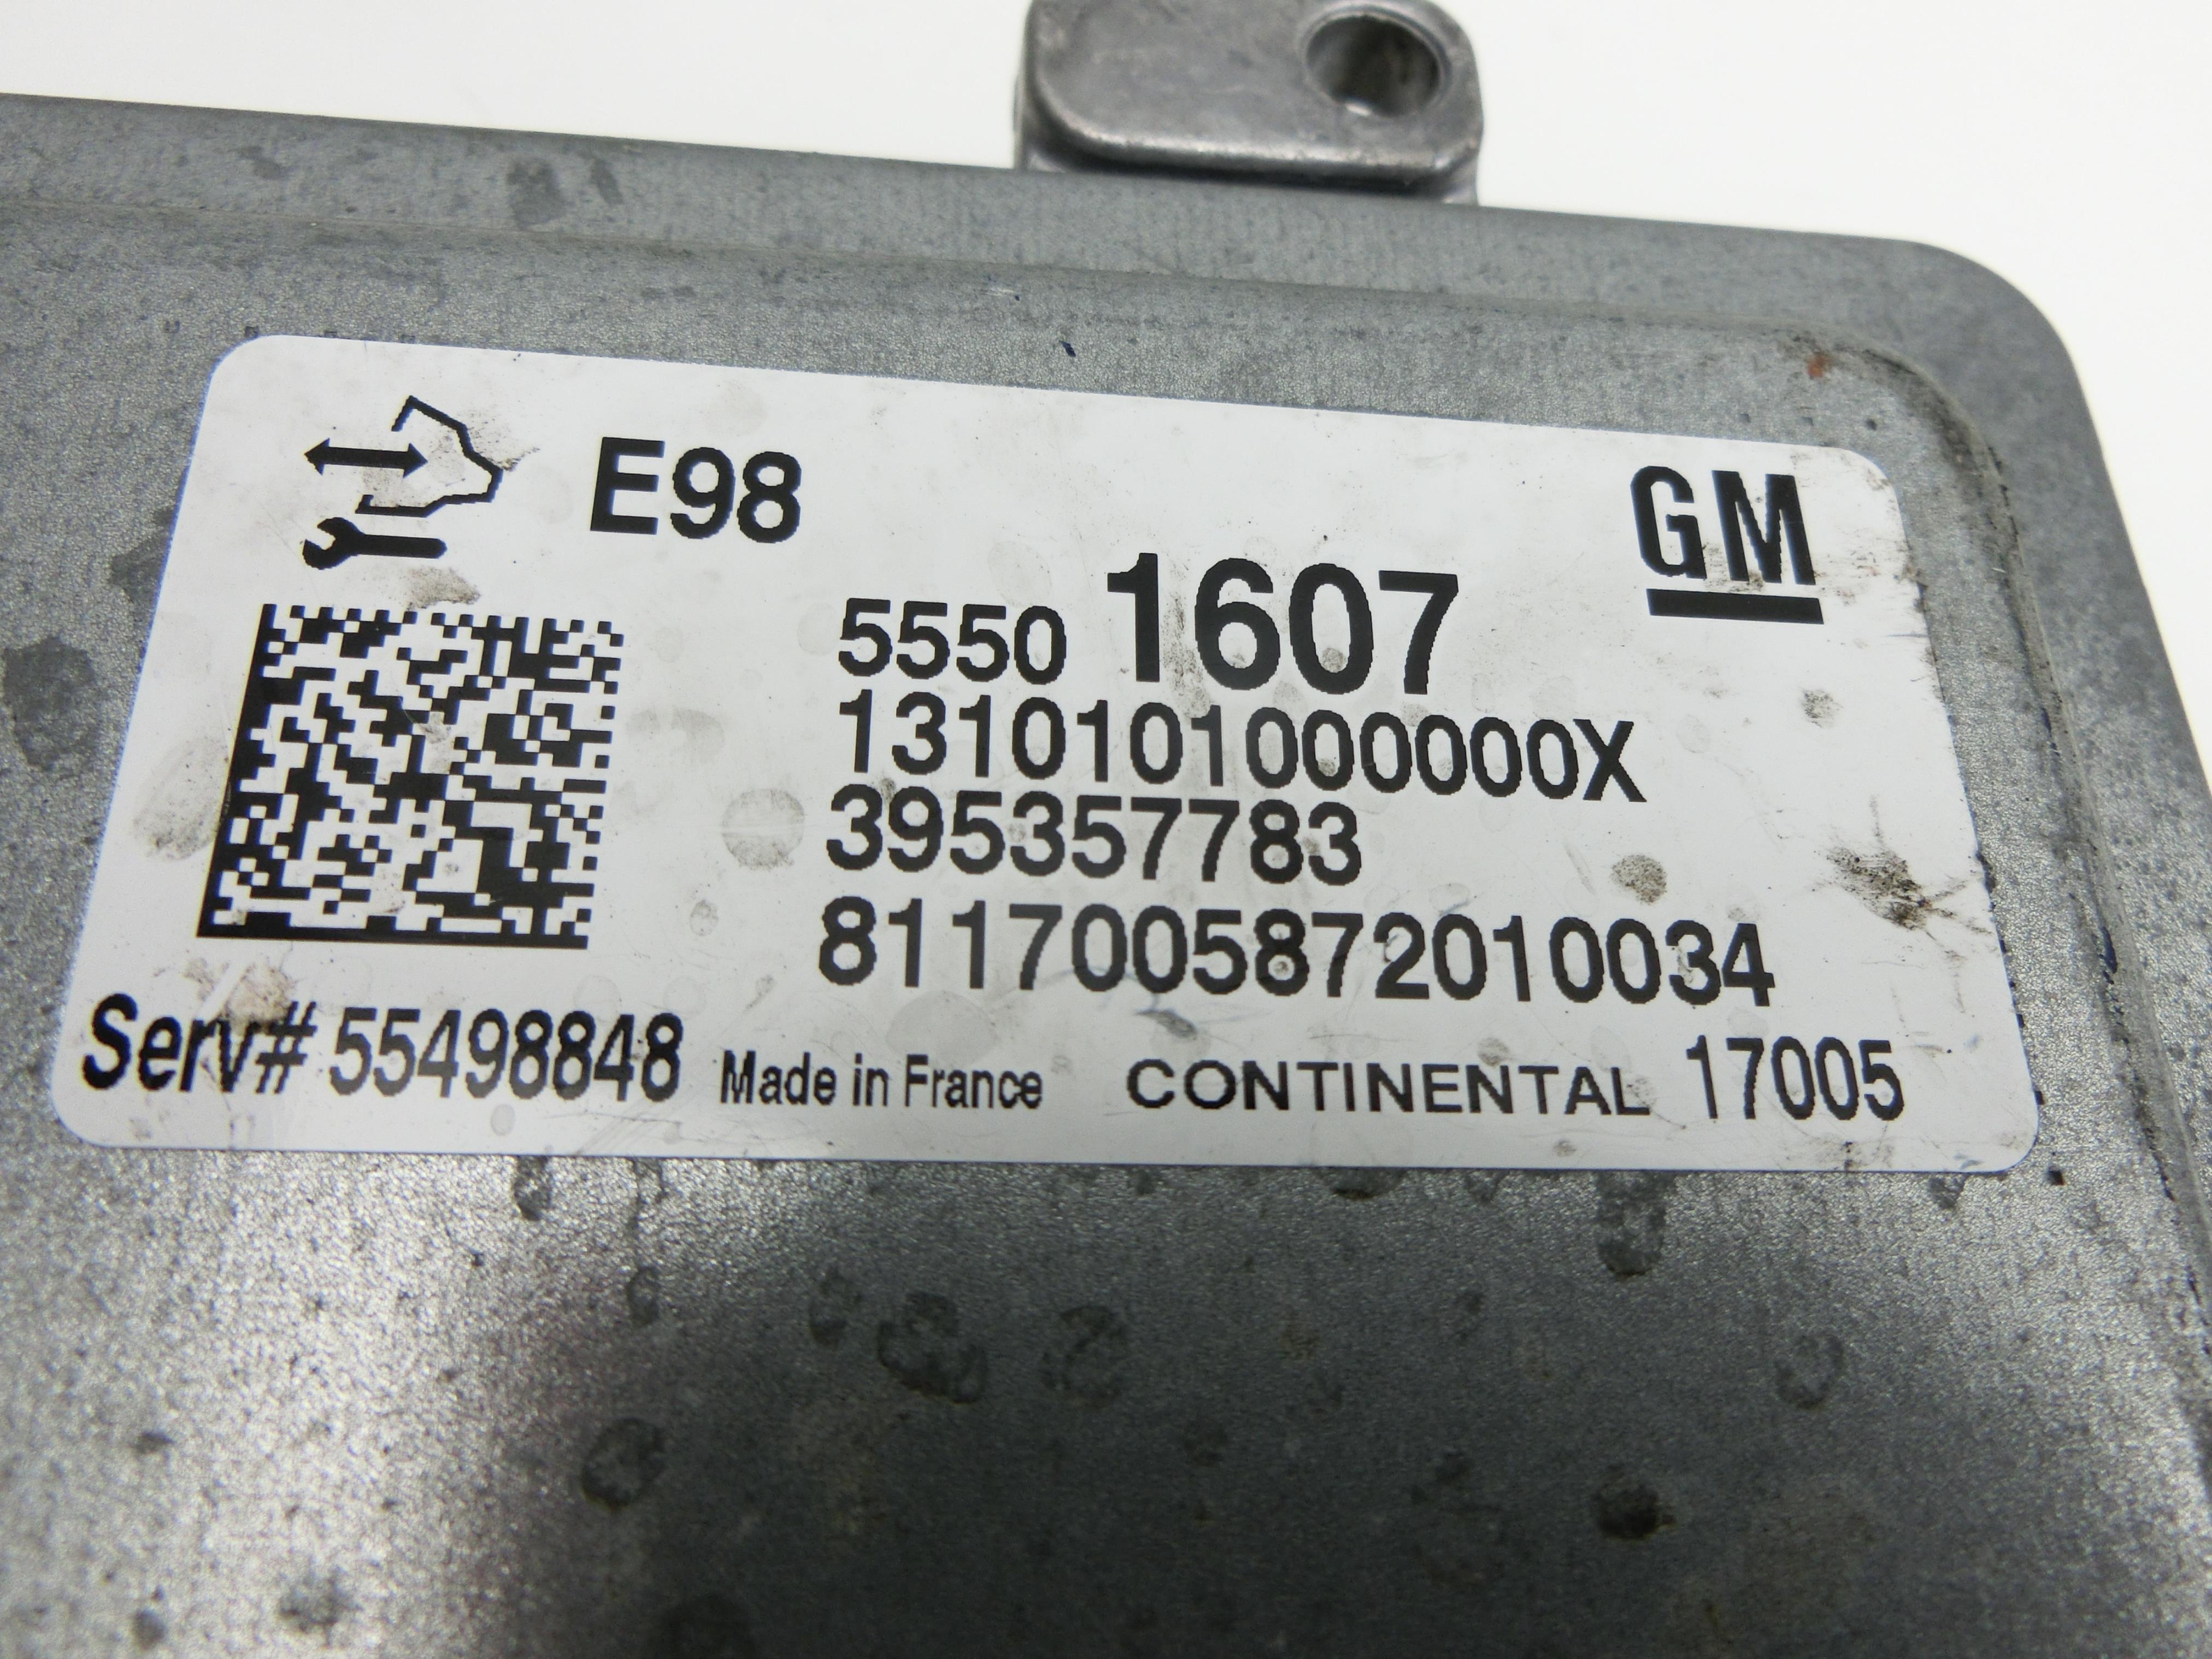 E98
GM
5550 1607
1310101000000X
395357783
8117005872010034
Serv# 55498848 Made in France CONTINENTAL 17005